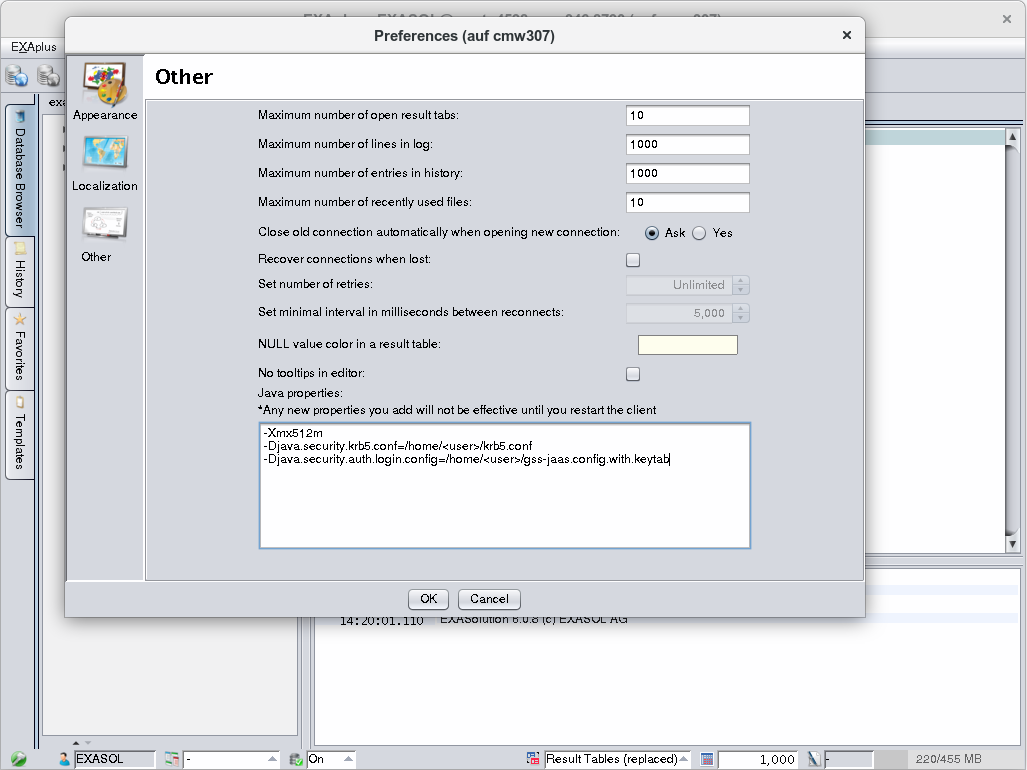 Preferences (auf cmw307)
EXAplus
Other
Appearance
Localization
Other
Database Browser
History
Favorites
Templates
Maximum number of open result tabs: 10
Maximum number of lines in log: 1000
Maximum number of entries in history: 1000
Maximum number of recently used files: 10
Close old connection automatically when opening new connection: Ask Yes
Recover connections when lost:
Set number of retries: Unlimited
Set minimal interval in milliseconds between reconnects: 5,000
NULL value color in a result table:
No tooltips in editor:
Java properties:
*Any new properties you add will not be effective until you restart the client
-Xmx512m
-Djava.security.krb5.conf=/home/<user>/krb5.conf
-Djava.security.auth.login.config=/home/<user>/gss-jaas.config.with.keytab
OK Cancel
14:20:01.110 EXASolution 6.0.8 (c) EXASOL AG
EXASOL - On Result Tables (replaced) 1,000 - 220/455 MB